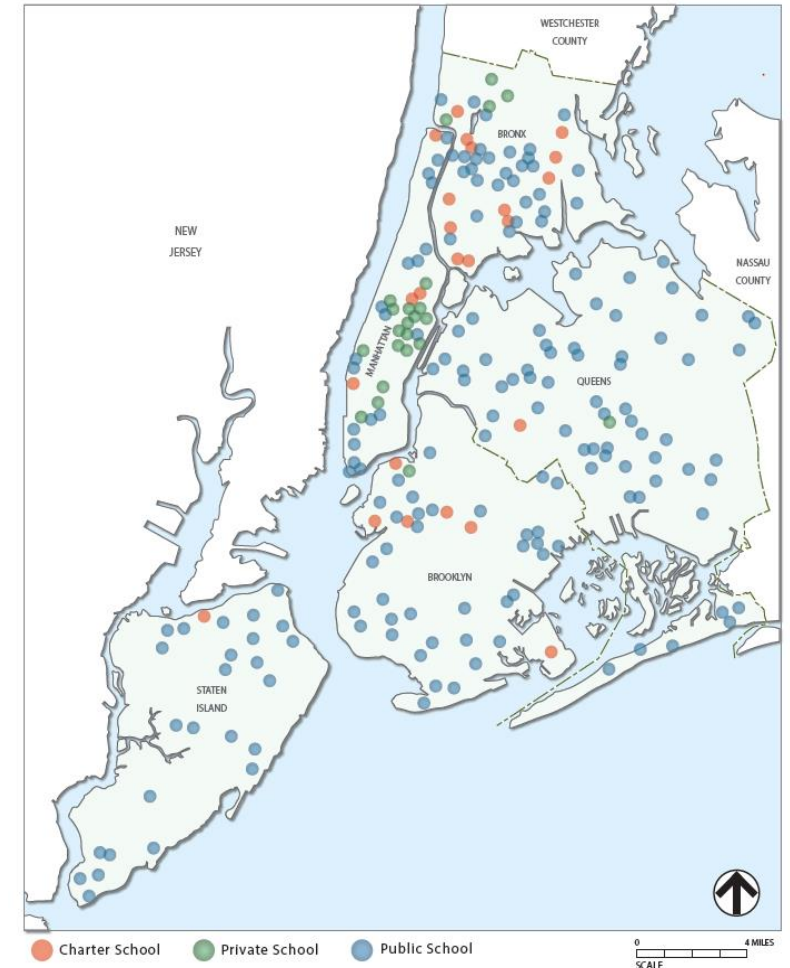 WESTCHESTER
COUNTY
BRONX
NEW
JERSEY
NASSAU
COUNTY
MANHATTAN
QUEENS
BROOKLYN
STATEN
ISLAND
Charter School
Private School
Public School
0
4 MILES
SCALE